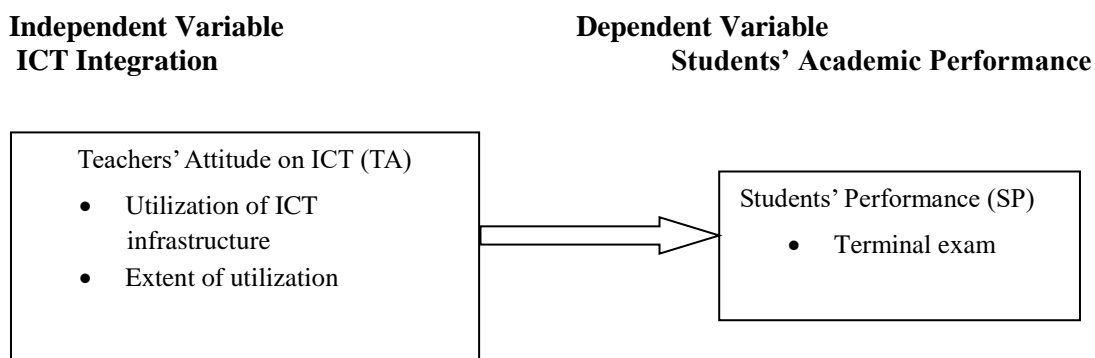 Independent Variable
ICT Integration
Dependent Variable
Students’ Academic Performance
Teachers’ Attitude on ICT (TA)
• Utilization of ICT
infrastructure
• Extent of utilization
Students’ Performance (SP)
• Terminal exam